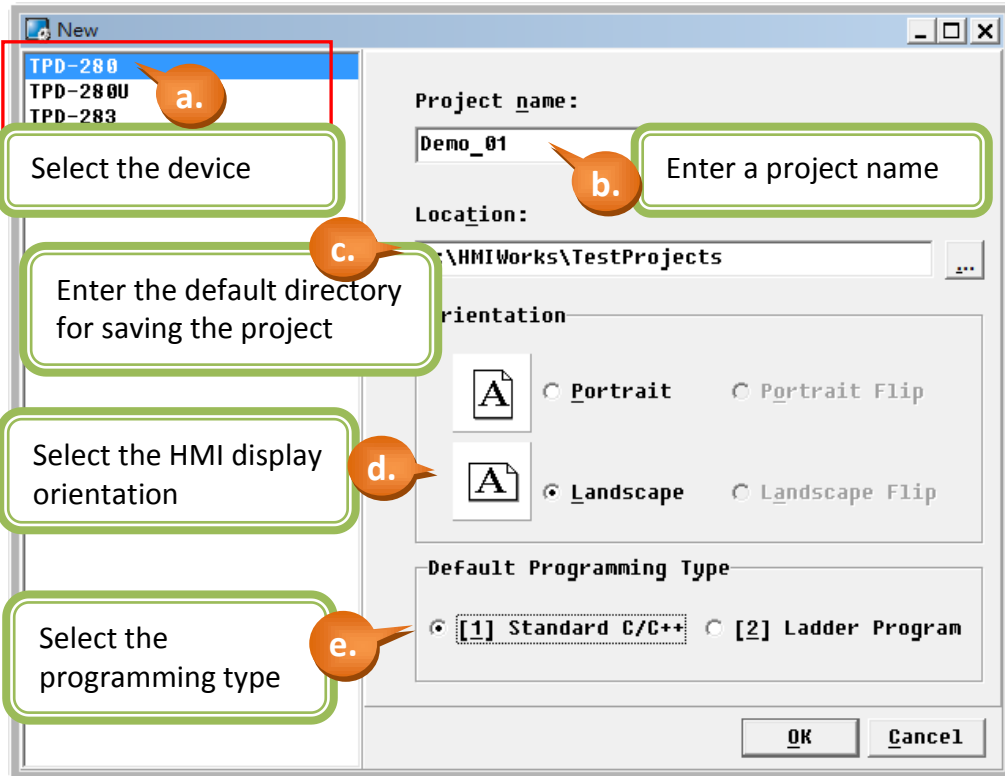 New
TPD-280
TPD-280U
TPD-283
a.
Select the device
Project name:
Demo_01
b.
Enter a project name
Location:
c.
:\HMIWorks\TestProjects
...
Enter the default directory
for saving the project
rientation
A
Portrait
Portrait Flip
Select the HMI display
orientation
d.
A
Landscape
Landscape Flip
Default Programming Type
[1] Standard C/C++
[2] Ladder Program
Select the
programming type
e.
OK
Cancel